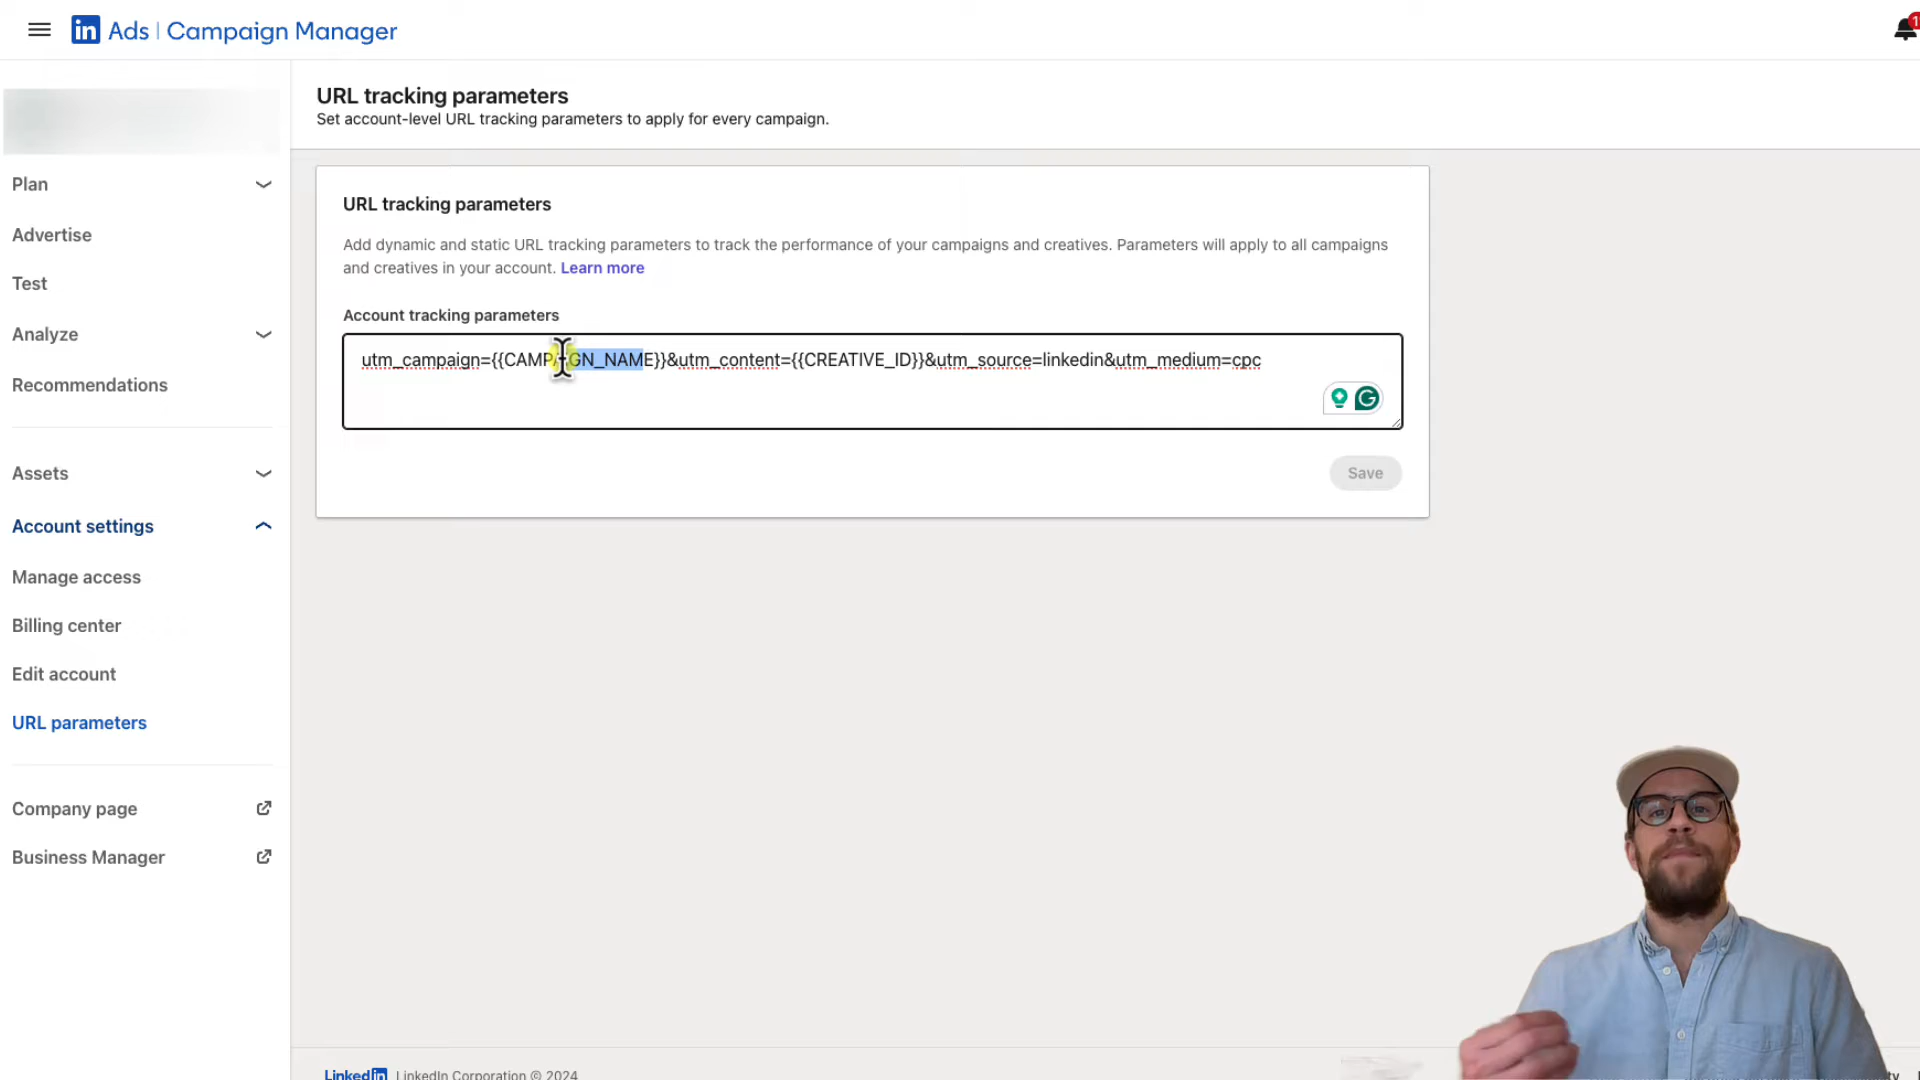 in Ads | Campaign Manager
1
URL tracking parameters
Set account-level URL tracking parameters to apply for every campaign.
Plan
Advertise
Test
Analyze
Recommendations
Assets
Account settings
Manage access
Billing center
Edit account
URL parameters
Company page
Business Manager
URL tracking parameters
Add dynamic and static URL tracking parameters to track the performance of your campaigns and creatives. Parameters will apply to all campaigns
and creatives in your account. Learn more
Account tracking parameters
utm_campaign={{CAMPAIGN_NAME}}&utm_content={{CREATIVE_ID}}&utm_source=linkedin&utm_medium=cpc
Save
Linkedin LinkedIn Corporation © 2024